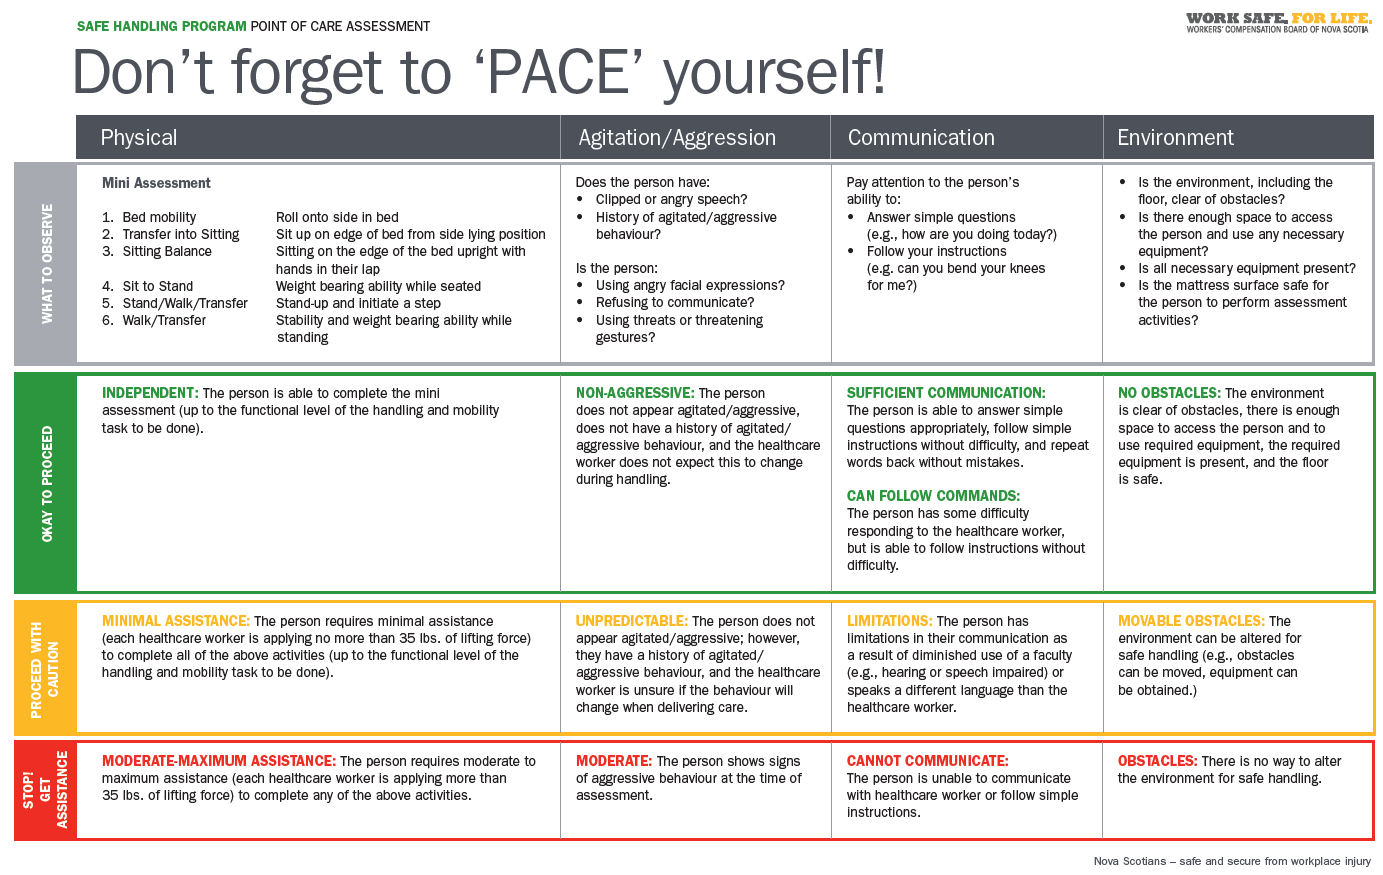 SAFE HANDLING PROGRAM POINT OF CARE ASSESSMENT
WORK SAFE. FOR LIFE.
WORKERS' COMPENSATION BOARD OF NOVA SCOTIA
Don't forget to 'PACE' yourself!
Physical
Agitation/Aggression
Communication
Environment
WHAT TO OBSERVE
Mini Assessment
1. Bed mobility Roll onto side in bed
2. Transfer into Sitting Sit up on edge of bed from side lying position
3. Sitting Balance Sitting on the edge of the bed upright with
hands in their lap
4. Sit to Stand Weight bearing ability while seated
5. Stand/Walk/Transfer Stand-up and initiate a step
6. Walk/Transfer Stability and weight bearing ability while
standing
Does the person have:
• Clipped or angry speech?
• History of agitated/aggressive
behaviour?
Is the person:
• Using angry facial expressions?
• Refusing to communicate?
• Using threats or threatening
gestures?
Pay attention to the person's
ability to:
• Answer simple questions
(e.g., how are you doing today?)
• Follow your instructions
(e.g. can you bend your knees
for me?)
• Is the environment, including the
floor, clear of obstacles?
• Is there enough space to access
the person and use any necessary
equipment?
• Is all necessary equipment present?
• Is the mattress surface safe for
the person to perform assessment
activities?
OKAY TO PROCEED
INDEPENDENT: The person is able to complete the mini
assessment (up to the functional level of the handling and mobility
task to be done).
NON-AGGRESSIVE: The person
does not appear agitated/aggressive,
does not have a history of agitated/
aggressive behaviour, and the healthcare
worker does not expect this to change
during handling.
SUFFICIENT COMMUNICATION:
The person is able to answer simple
questions appropriately, follow simple
instructions without difficulty, and repeat
words back without mistakes.
CAN FOLLOW COMMANDS:
The person has some difficulty
responding to the healthcare worker,
but is able to follow instructions without
difficulty.
NO OBSTACLES: The environment
is clear of obstacles, there is enough
space to access the person and to
use required equipment, the required
equipment is present, and the floor
is safe.
PROCEED WITH
CAUTION
MINIMAL ASSISTANCE: The person requires minimal assistance
(each healthcare worker is applying no more than 35 lbs. of lifting force)
to complete all of the above activities (up to the functional level of the
handling and mobility task to be done).
UNPREDICTABLE: The person does not
appear agitated/aggressive; however,
they have a history of agitated/
aggressive behaviour, and the healthcare
worker is unsure if the behaviour will
change when delivering care.
LIMITATIONS: The person has
limitations in their communication as
a result of diminished use of a faculty
(e.g., hearing or speech impaired) or
speaks a different language than the
healthcare worker.
MOVABLE OBSTACLES: The
environment can be altered for
safe handling (e.g., obstacles
can be moved, equipment can
be obtained.)
STOP!
GET
ASSISTANCE
MODERATE-MAXIMUM ASSISTANCE: The person requires moderate to
maximum assistance (each healthcare worker is applying more than
35 lbs. of lifting force) to complete any of the above activities.
MODERATE: The person shows signs
of aggressive behaviour at the time of
assessment.
CANNOT COMMUNICATE:
The person is unable to communicate
with healthcare worker or follow simple
instructions.
OBSTACLES: There is no way to alter
the environment for safe handling.
Nova Scotians – safe and secure from workplace injury